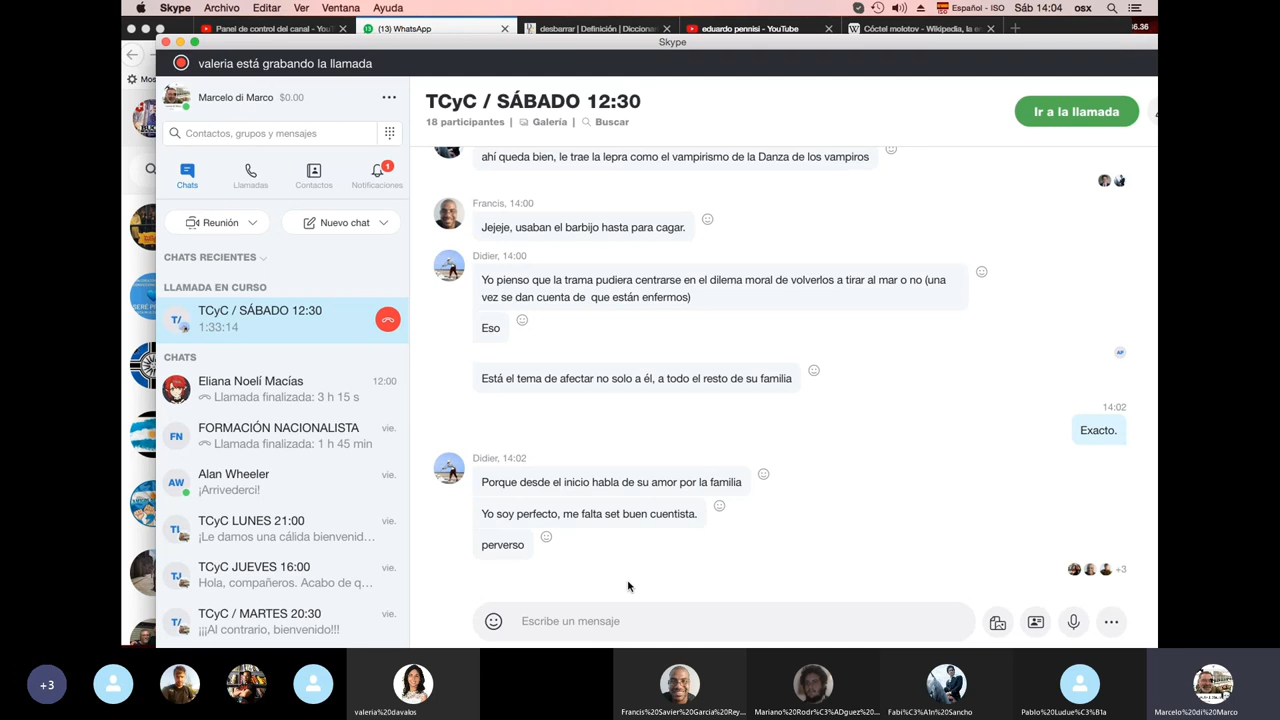 Skype Archivo Editar Ver Ventana Ayuda
Español - ISO Sáb 14:04 osx
Panel de control del canal - You
(13) WhatsApp
desbarrar | Definición | Diccion
eduardo pennisi - YouTube
Cóctel molotov - Wikipedia, la e
36.36
Skype
valeria está grabando la llamada
Mos
Marcelo di Marco $0.00
Contactos, grupos y mensajes
1
Chats Llamadas Contactos Notificaciones
Reunión Nuevo chat
CHATS RECIENTES
LLAMADA EN CURSO
T/ TCyC / SÁBADO 12:30
1:33:14
CHATS
Eliana Noelí Macías 12:00
Llamada finalizada: 3 h 15 s
FN FORMACIÓN NACIONALISTA vie.
Llamada finalizada: 1 h 45 min
AW Alan Wheeler vie.
¡Arrivederci!
TCyC LUNES 21:00 vie.
¡Le damos una cálida bienvenid...
TCyC JUEVES 16:00 vie.
Hola, compañeros. Acabo de q...
T/ TCyC / MARTES 20:30 vie.
¡¡¡Al contrario, bienvenido!!!
TCyC / SÁBADO 12:30
18 participantes | Galería | Buscar
Ir a la llamada
ahí queda bien, le trae la lepra como el vampirismo de la Danza de los vampiros
Francis, 14:00
Jejeje, usaban el barbijo hasta para cagar.
Didier, 14:00
Yo pienso que la trama pudiera centrarse en el dilema moral de volverlos a tirar al mar o no (una
vez se dan cuenta de que están enfermos)
Eso
AP
Está el tema de afectar no solo a él, a todo el resto de su familia
14:02
Exacto.
Didier, 14:02
Porque desde el inicio habla de su amor por la familia
Yo soy perfecto, me falta set buen cuentista.
perverso
+3
Escribe un mensaje
+3
valeria%20davalos
Francis%20Savier%20Garcia%20Rey...
Mariano%20Rodr%C3%ADguez%20...
Fabi%C3%A1n%20Sancho
Pablo%20Ludue%C3%B1a
Marcelo%20di%20Marco